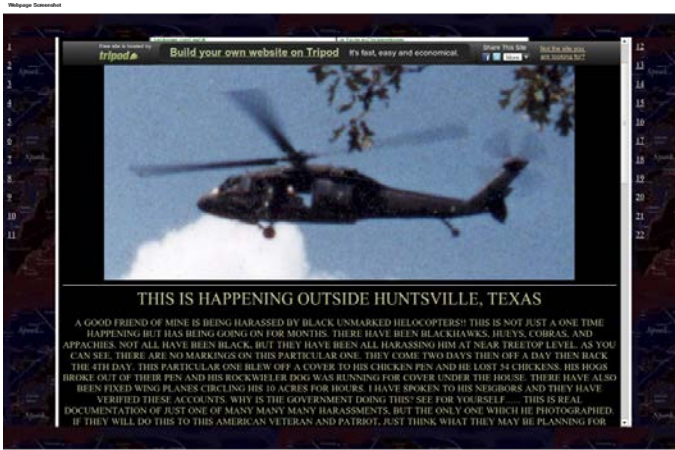 Webpage Screenshot
Free site is hosted by
tripod
Build your own website on Tripod
It's fast, easy and economical.
Share This Site
More
Not the site you
are looking for?
1
2
3
4
5
6
7
8
9
10
11
12
13
14
15
16
17
18
19
20
21
22
THIS IS HAPPENING OUTSIDE HUNTSVILLE, TEXAS
A GOOD FRIEND OF MINE IS BEING HARASSED BY BLACK UNMARKED HELOCOPTERS!! THIS IS NOT JUST A ONE TIME
HAPPENING BUT HAS BEING GOING ON FOR MONTHS. THERE HAVE BEEN BLACKHAWKS, HUEYS, COBRAS, AND
APPACHIES. NOT ALL HAVE BEEN BLACK, BUT THEY HAVE BEEN ALL HARASSING HIM AT NEAR TREETOP LEVEL. AS YOU
CAN SEE, THERE ARE NO MARKINGS ON THIS PARTICULAR ONE. THEY COME TWO DAYS THEN OFF A DAY THEN BACK
THE 4TH DAY. THIS PARTICULAR ONE BLEW OFF A COVER TO HIS CHICKEN PEN AND HE LOST 54 CHICKENS. HIS HOGS
BROKE OUT OF THEIR PEN AND HIS ROCKWIELER DOG WAS RUNNING FOR COVER UNDER THE HOUSE. THERE HAVE ALSO
BEEN FIXED WING PLANES CIRCLING HIS 10 ACRES FOR HOURS. I HAVE SPOKEN TO HIS NEIGBORS AND THEY HAVE
VERIFIED THESE ACCOUNTS. WHY IS THE GOVERNMENT DOING THIS? SEE FOR YOURSELF...... THIS IS REAL
DOCUMENTATION OF JUST ONE OF MANY MANY MANY HARASSMENTS, BUT THE ONLY ONE WHICH HE PHOTOGRAPHED.
IF THEY WILL DO THIS TO THIS AMERICAN VETERAN AND PATRIOT, JUST THINK WHAT THEY MAY BE PLANNING FOR